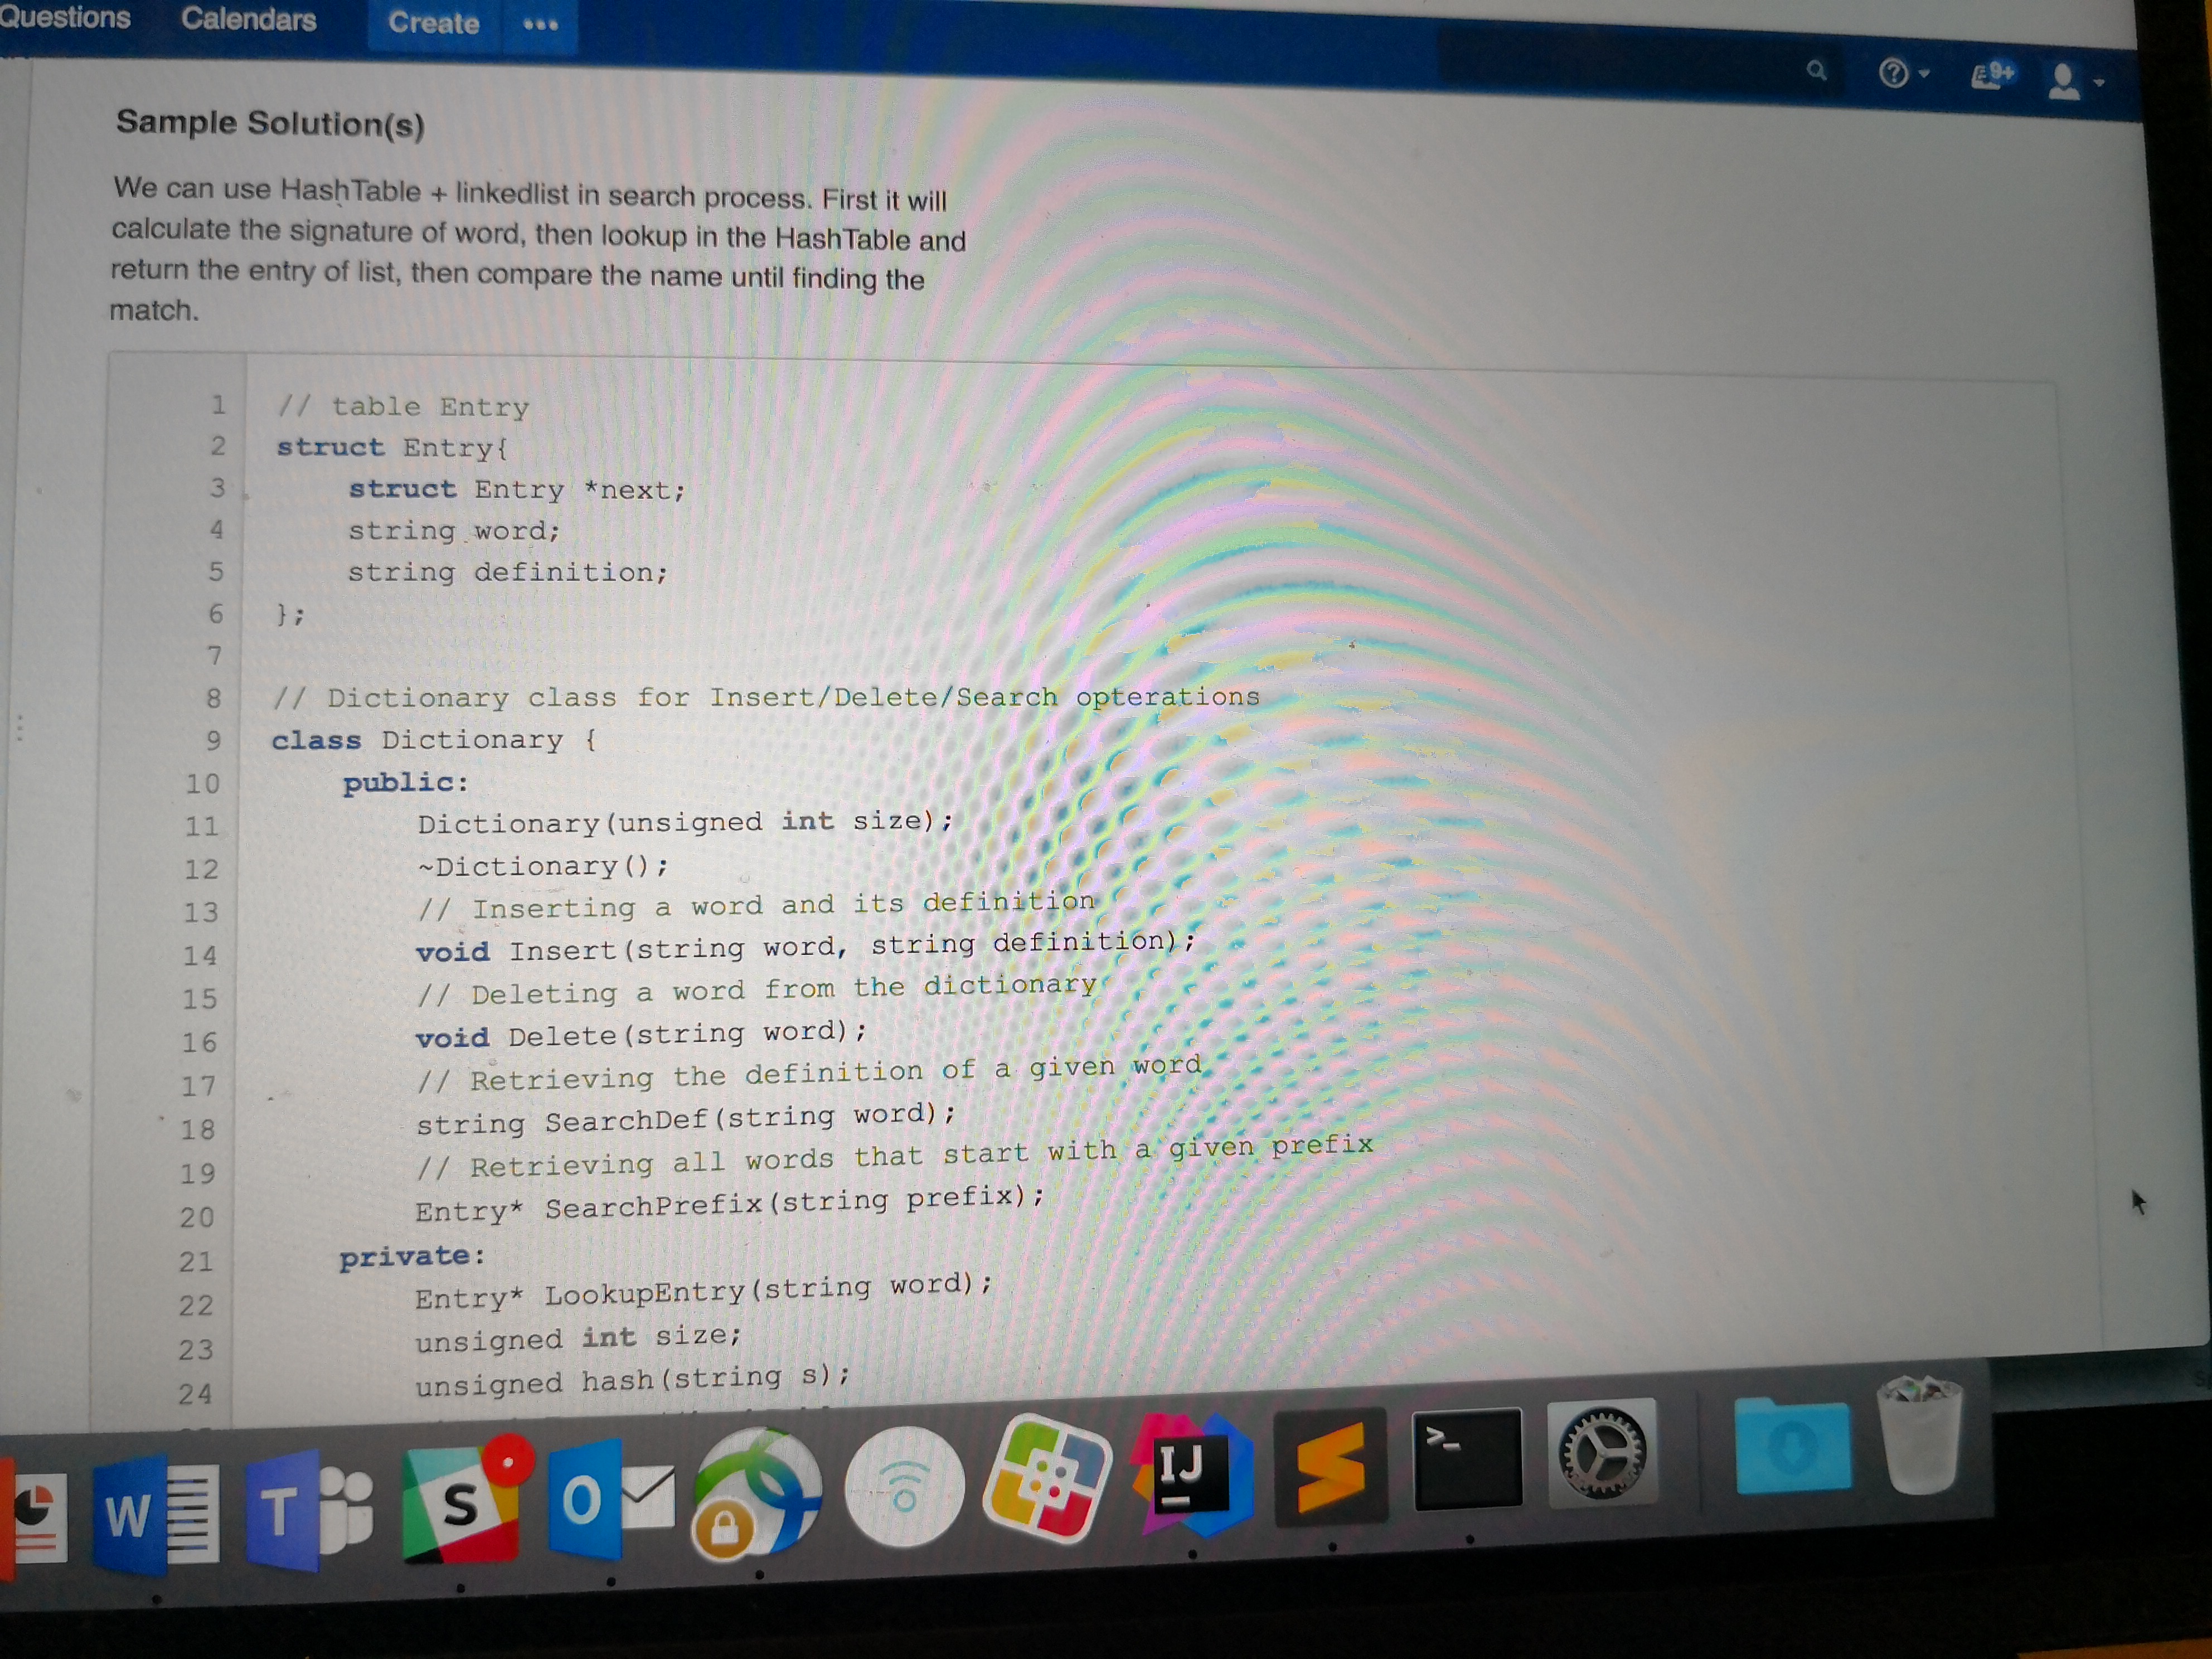 Questions Calendars Create •••
9+
Sample Solution(s)
We can use HashTable + linkedlist in search process. First it will
calculate the signature of word, then lookup in the HashTable and
return the entry of list, then compare the name until finding the
match.
1 // table Entry
2 struct Entry{
3 struct Entry *next;
4 string word;
5 string definition;
6 };
7
8 // Dictionary class for Insert/Delete/Search opterations
9 class Dictionary {
10 public:
11 Dictionary(unsigned int size);
12 ~Dictionary();
13 // Inserting a word and its definition
14 void Insert(string word, string definition);
15 // Deleting a word from the dictionary
16 void Delete(string word);
17 // Retrieving the definition of a given word
18 string SearchDef(string word);
19 // Retrieving all words that start with a given prefix
20 Entry* SearchPrefix(string prefix);
21 private:
22 Entry* LookupEntry(string word);
23 unsigned int size;
24 unsigned hash(string s);
W T S O IJ S >_